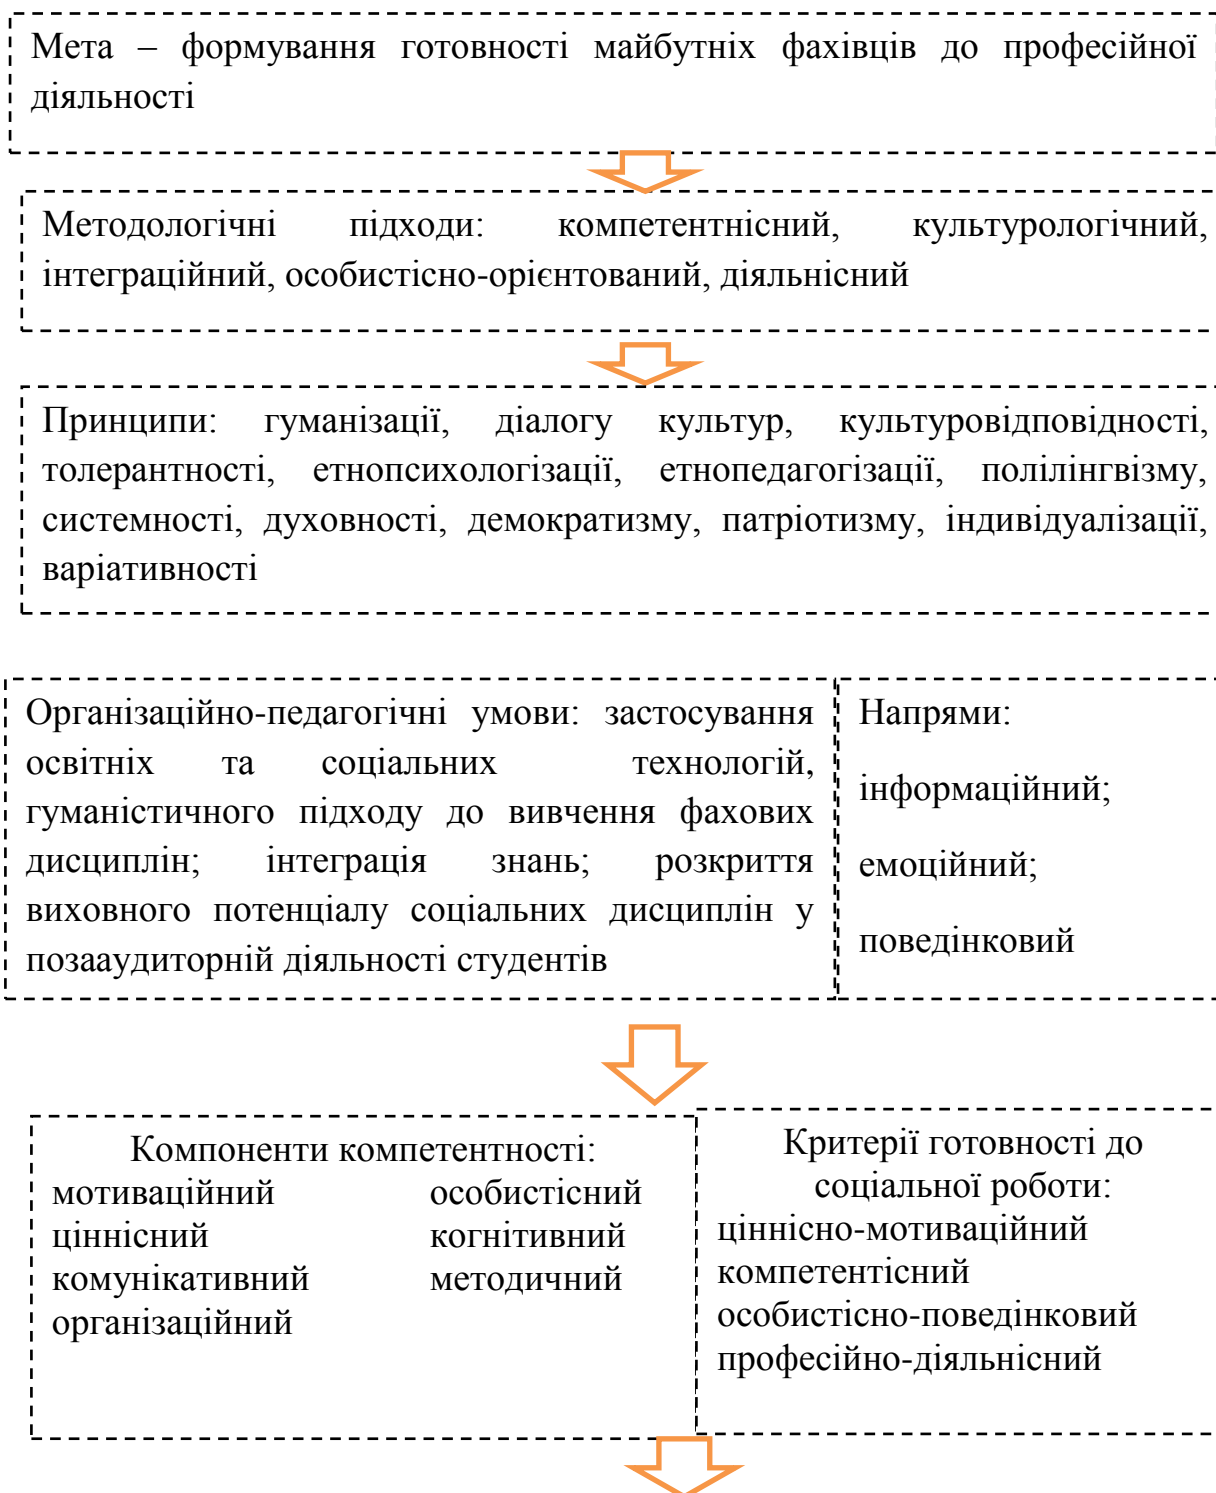 Мета – формування готовності майбутніх фахівців до професійної
діяльності
Методологічні підходи: компетентнісний, культурологічний,
інтеграційний, особистісно-орієнтований, діяльнісний
Принципи: гуманізації, діалогу культур, культуровідповідності,
толерантності, етнопсихологізації, етнопедагогізації, полілінгвізму,
системності, духовності, демократизму, патріотизму, індивідуалізації,
варіативності
Організаційно-педагогічні умови: застосування
освітніх та соціальних технологій,
гуманістичного підходу до вивчення фахових
дисциплін; інтеграція знань; розкриття
виховного потенціалу соціальних дисциплін у
позааудиторній діяльності студентів
Напрями:
інформаційний;
емоційний;
поведінковий
Компоненти компетентності:
мотиваційний особистісний
ціннісний когнітивний
комунікативний методичний
організаційний
Критерії готовності до
соціальної роботи:
ціннісно-мотиваційний
компетентісний
особистісно-поведінковий
професійно-діяльнісний